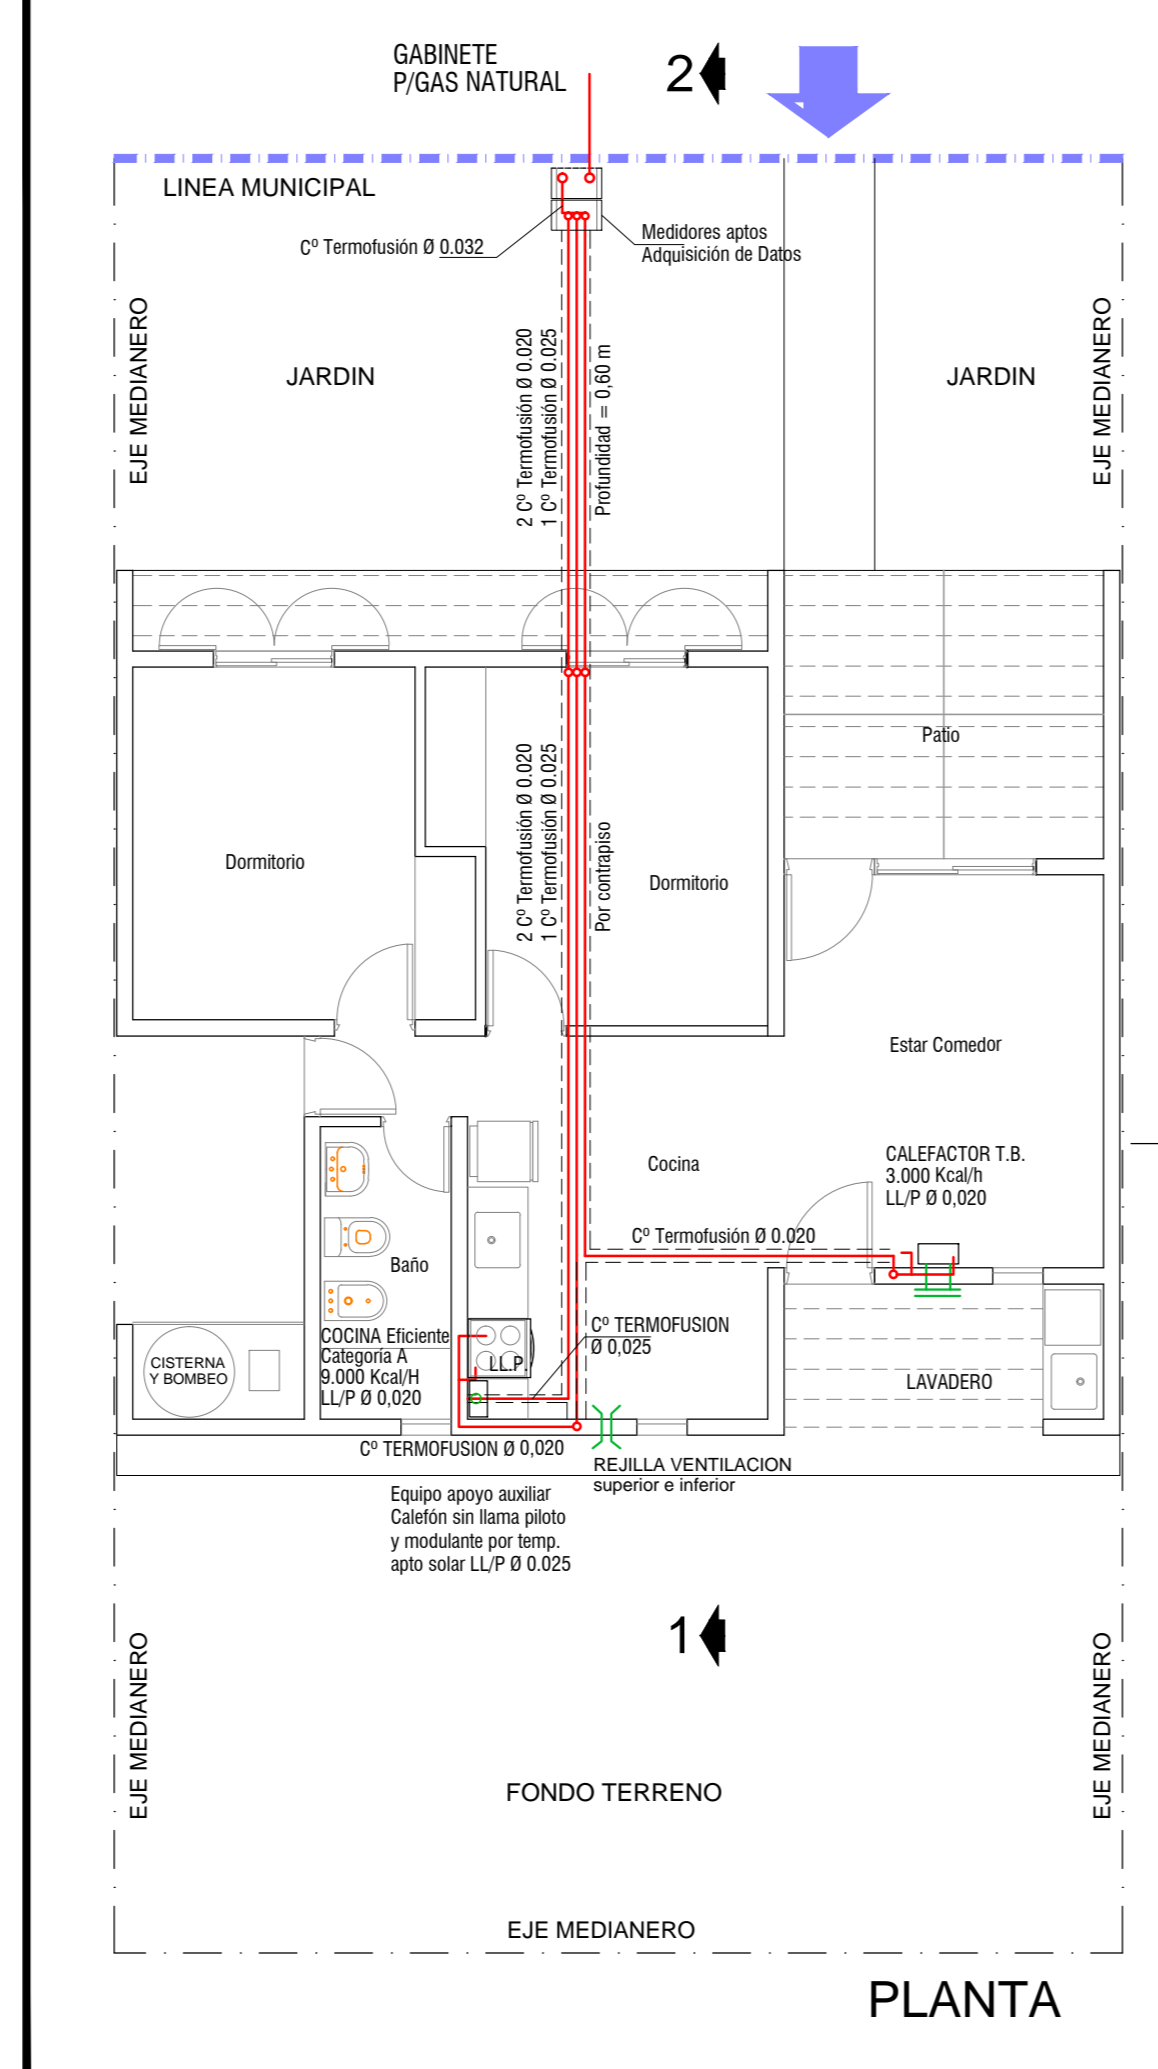 GABINETE
P/GAS NATURAL
2
LINEA MUNICIPAL
Cº Termofusión Ø 0.032
Medidores aptos
Adquisición de Datos
EJE MEDIANERO
JARDIN
2 Cº Termofusión Ø 0.020
1 Cº Termofusión Ø 0.025
Profundidad = 0,60 m
JARDIN
EJE MEDIANERO
Patio
Dormitorio
2 Cº Termofusión Ø 0.020
1 Cº Termofusión Ø 0.025
Por contrapiso
Dormitorio
Estar Comedor
Cocina
CALEFACTOR T.B.
3.000 Kcal/h
LL/P Ø 0,020
Cº Termofusión Ø 0.020
Baño
COCINA Eficiente
Categoría A
9.000 Kcal/H
LL/P Ø 0,020
CISTERNA
Y BOMBEO
LL.P.
Cº TERMOFUSION
Ø 0,025
LAVADERO
Cº TERMOFUSION Ø 0,020
REJILLA VENTILACION
superior e inferior
Equipo apoyo auxiliar
Calefón sin llama piloto
y modulante por temp.
apto solar LL/P Ø 0.025
1
EJE MEDIANERO
EJE MEDIANERO
FONDO TERRENO
EJE MEDIANERO
PLANTA